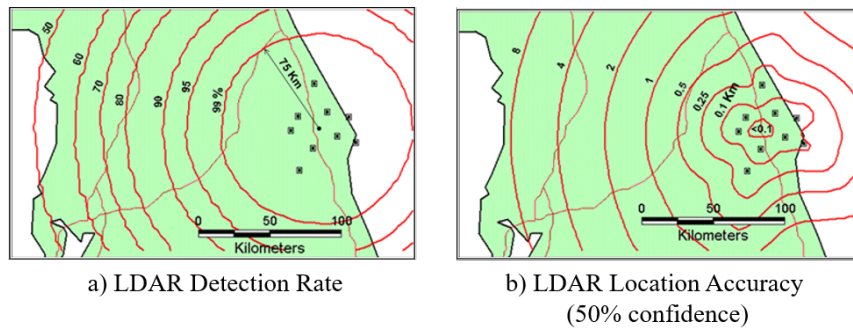 50
60
70
80
90
95
99 %
75 Km
0 50 100
Kilometers
a) LDAR Detection Rate
8
4
2
1
0.5
0.25
0.1 Km
<0.1
0 50 100
Kilometers
b) LDAR Location Accuracy
(50% confidence)